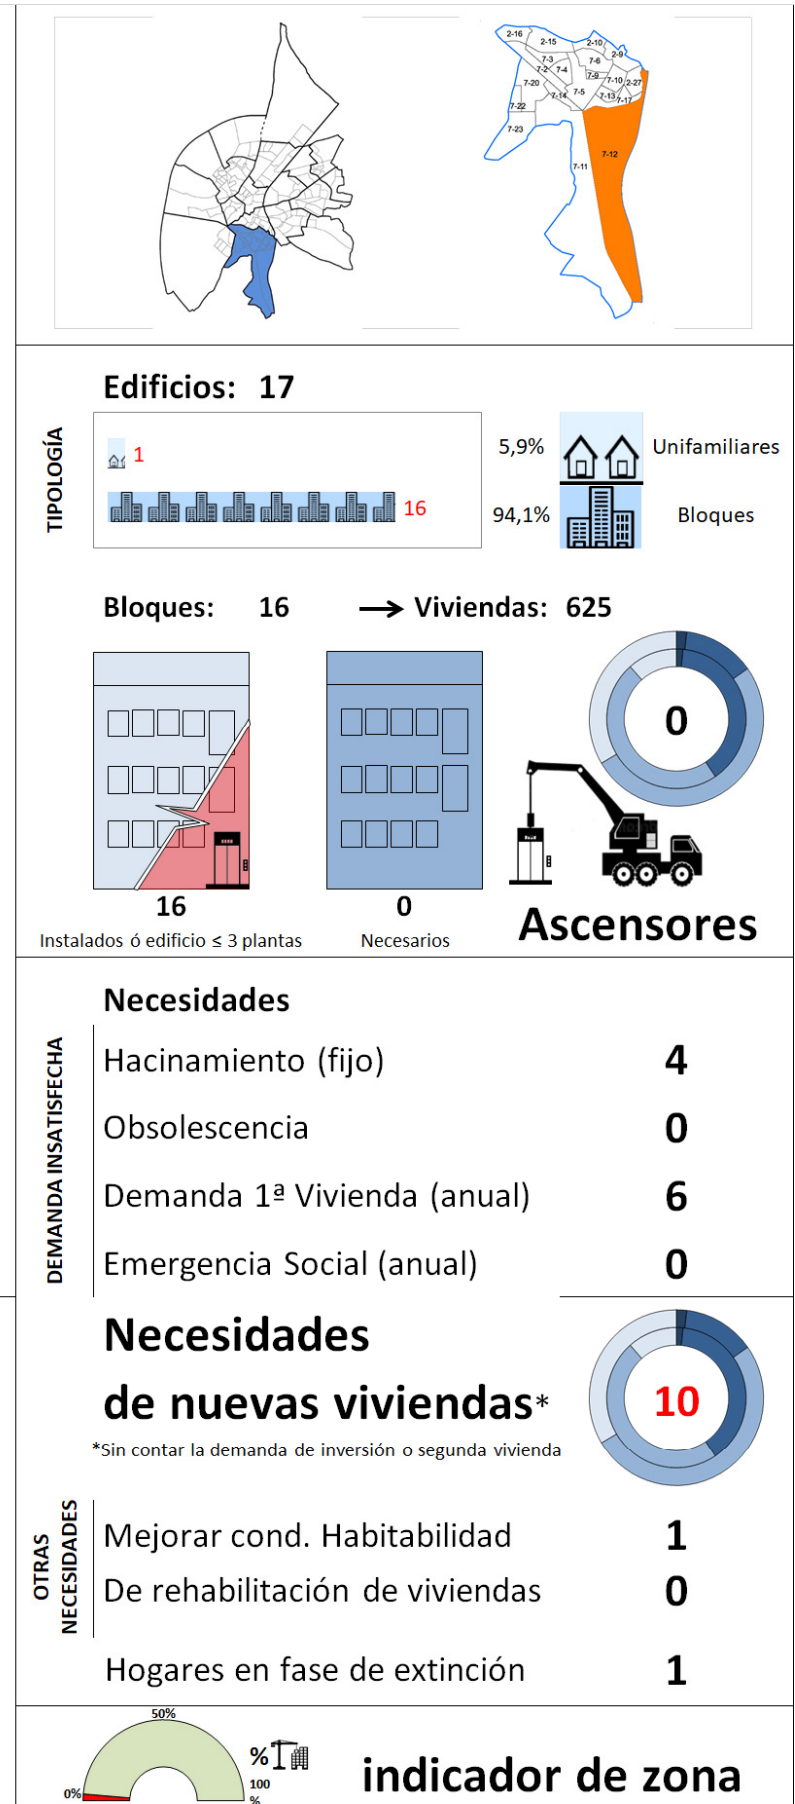 2-16
2-15
2-10
2-9
7-3
7-6
7-2
7-4
7-9
7-20
7-10
2-27
7-5
7-14
7-13
7-17
7-22
7-23
7-12
7-11
Edificios: 17
TIPOLOGÍA
1
5,9%
Unifamiliares
16
94,1%
Bloques
Bloques: 16 → Viviendas: 625
0
16
0
Ascensores
Instalados ó edificio ≤ 3 plantas
Necesarios
Necesidades
DEMANDA INSATISFECHA
Hacinamiento (fijo) 4
Obsolescencia 0
Demanda 1ª Vivienda (anual) 6
Emergencia Social (anual) 0
Necesidades
de nuevas viviendas*
10
*Sin contar la demanda de inversión o segunda vivienda
OTRAS
NECESIDADES
Mejorar cond. Habitabilidad 1
De rehabilitación de viviendas 0
Hogares en fase de extinción 1
50%
%
indicador de zona
0%
100
%